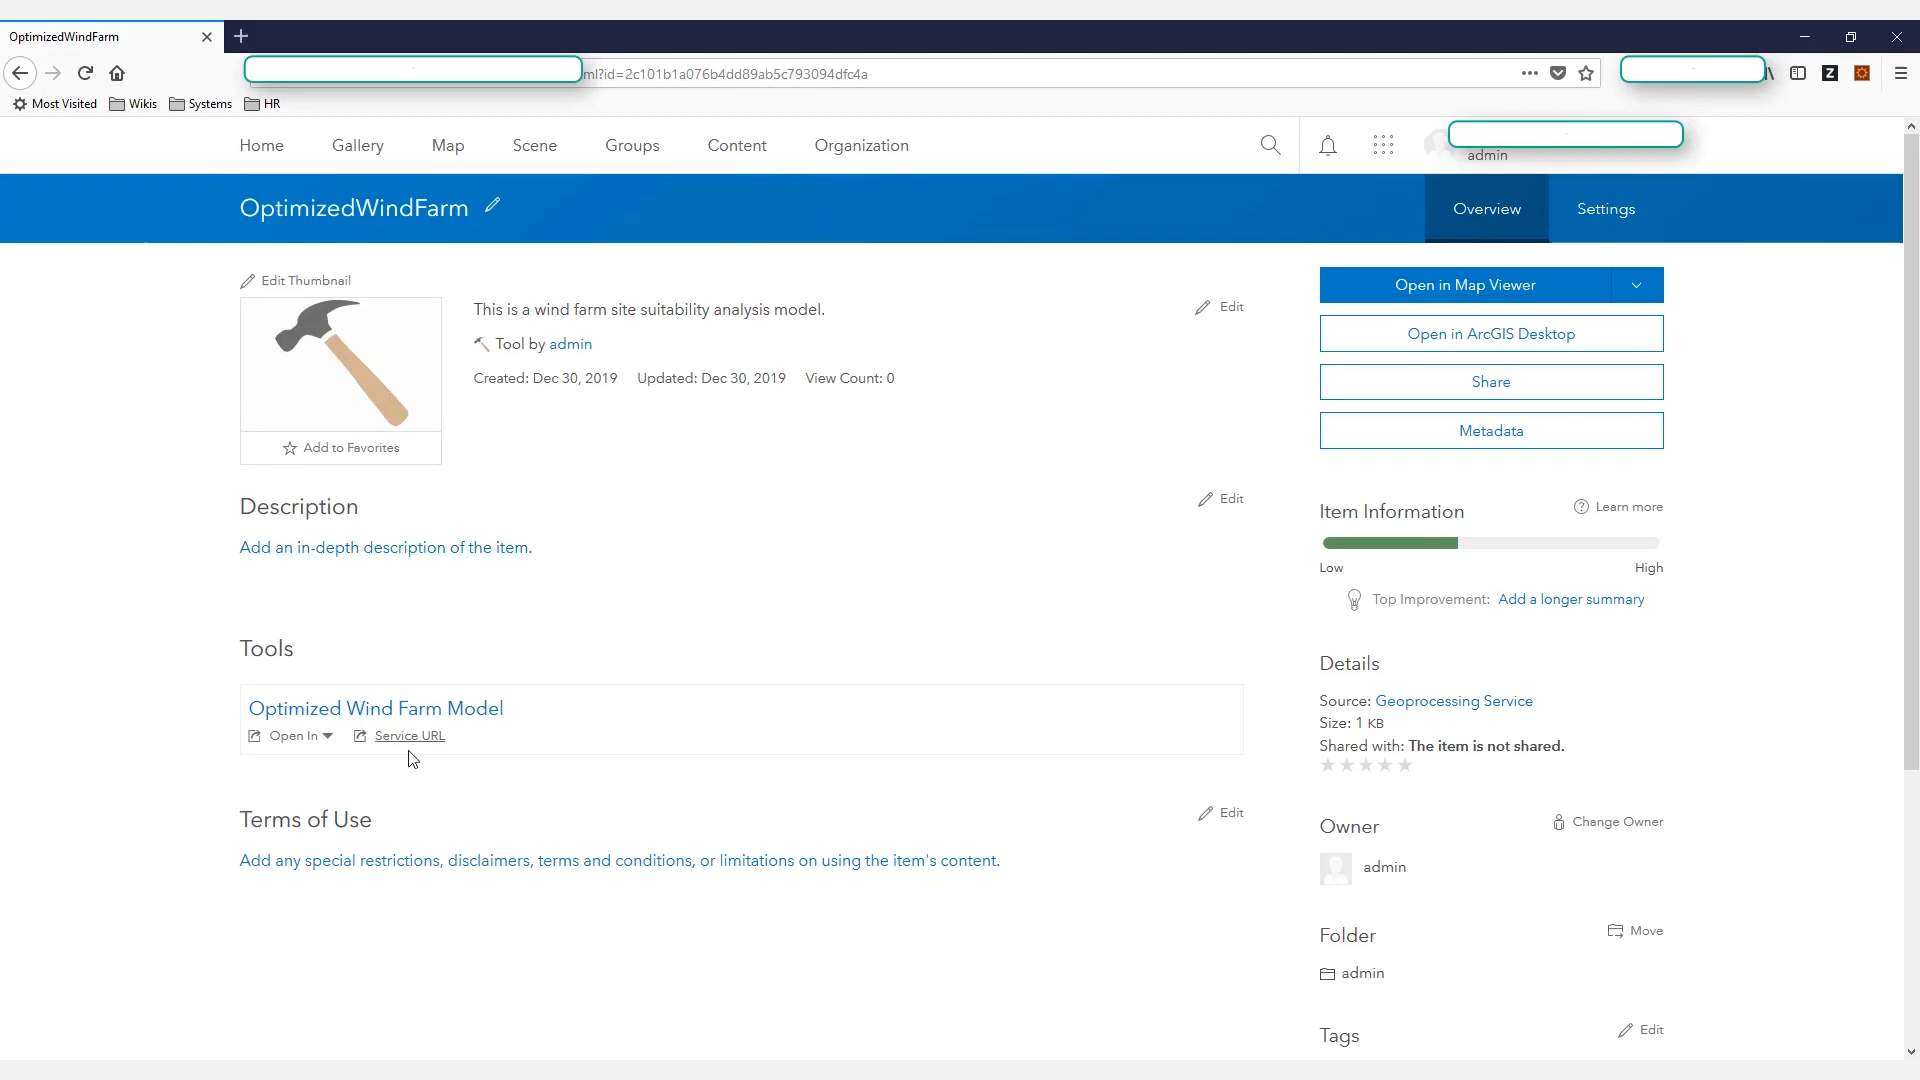 OptimizedWindFarm
ml?id=2c101b1a076b4dd89ab5c793094dfc4a
Most Visited Wikis Systems HR
Home Gallery Map Scene Groups Content Organization
admin
OptimizedWindFarm
Overview Settings
Edit Thumbnail
This is a wind farm site suitability analysis model.
Edit
Tool by admin
Created: Dec 30, 2019 Updated: Dec 30, 2019 View Count: 0
Add to Favorites
Open in Map Viewer
Open in ArcGIS Desktop
Share
Metadata
Description
Edit
Add an in-depth description of the item.
Item Information
Learn more
Low High
Top Improvement: Add a longer summary
Tools
Optimized Wind Farm Model
Open In Service URL
Details
Source: Geoprocessing Service
Size: 1 KB
Shared with: The item is not shared.
Terms of Use
Edit
Add any special restrictions, disclaimers, terms and conditions, or limitations on using the item's content.
Owner
Change Owner
admin
Folder
Move
admin
Tags
Edit